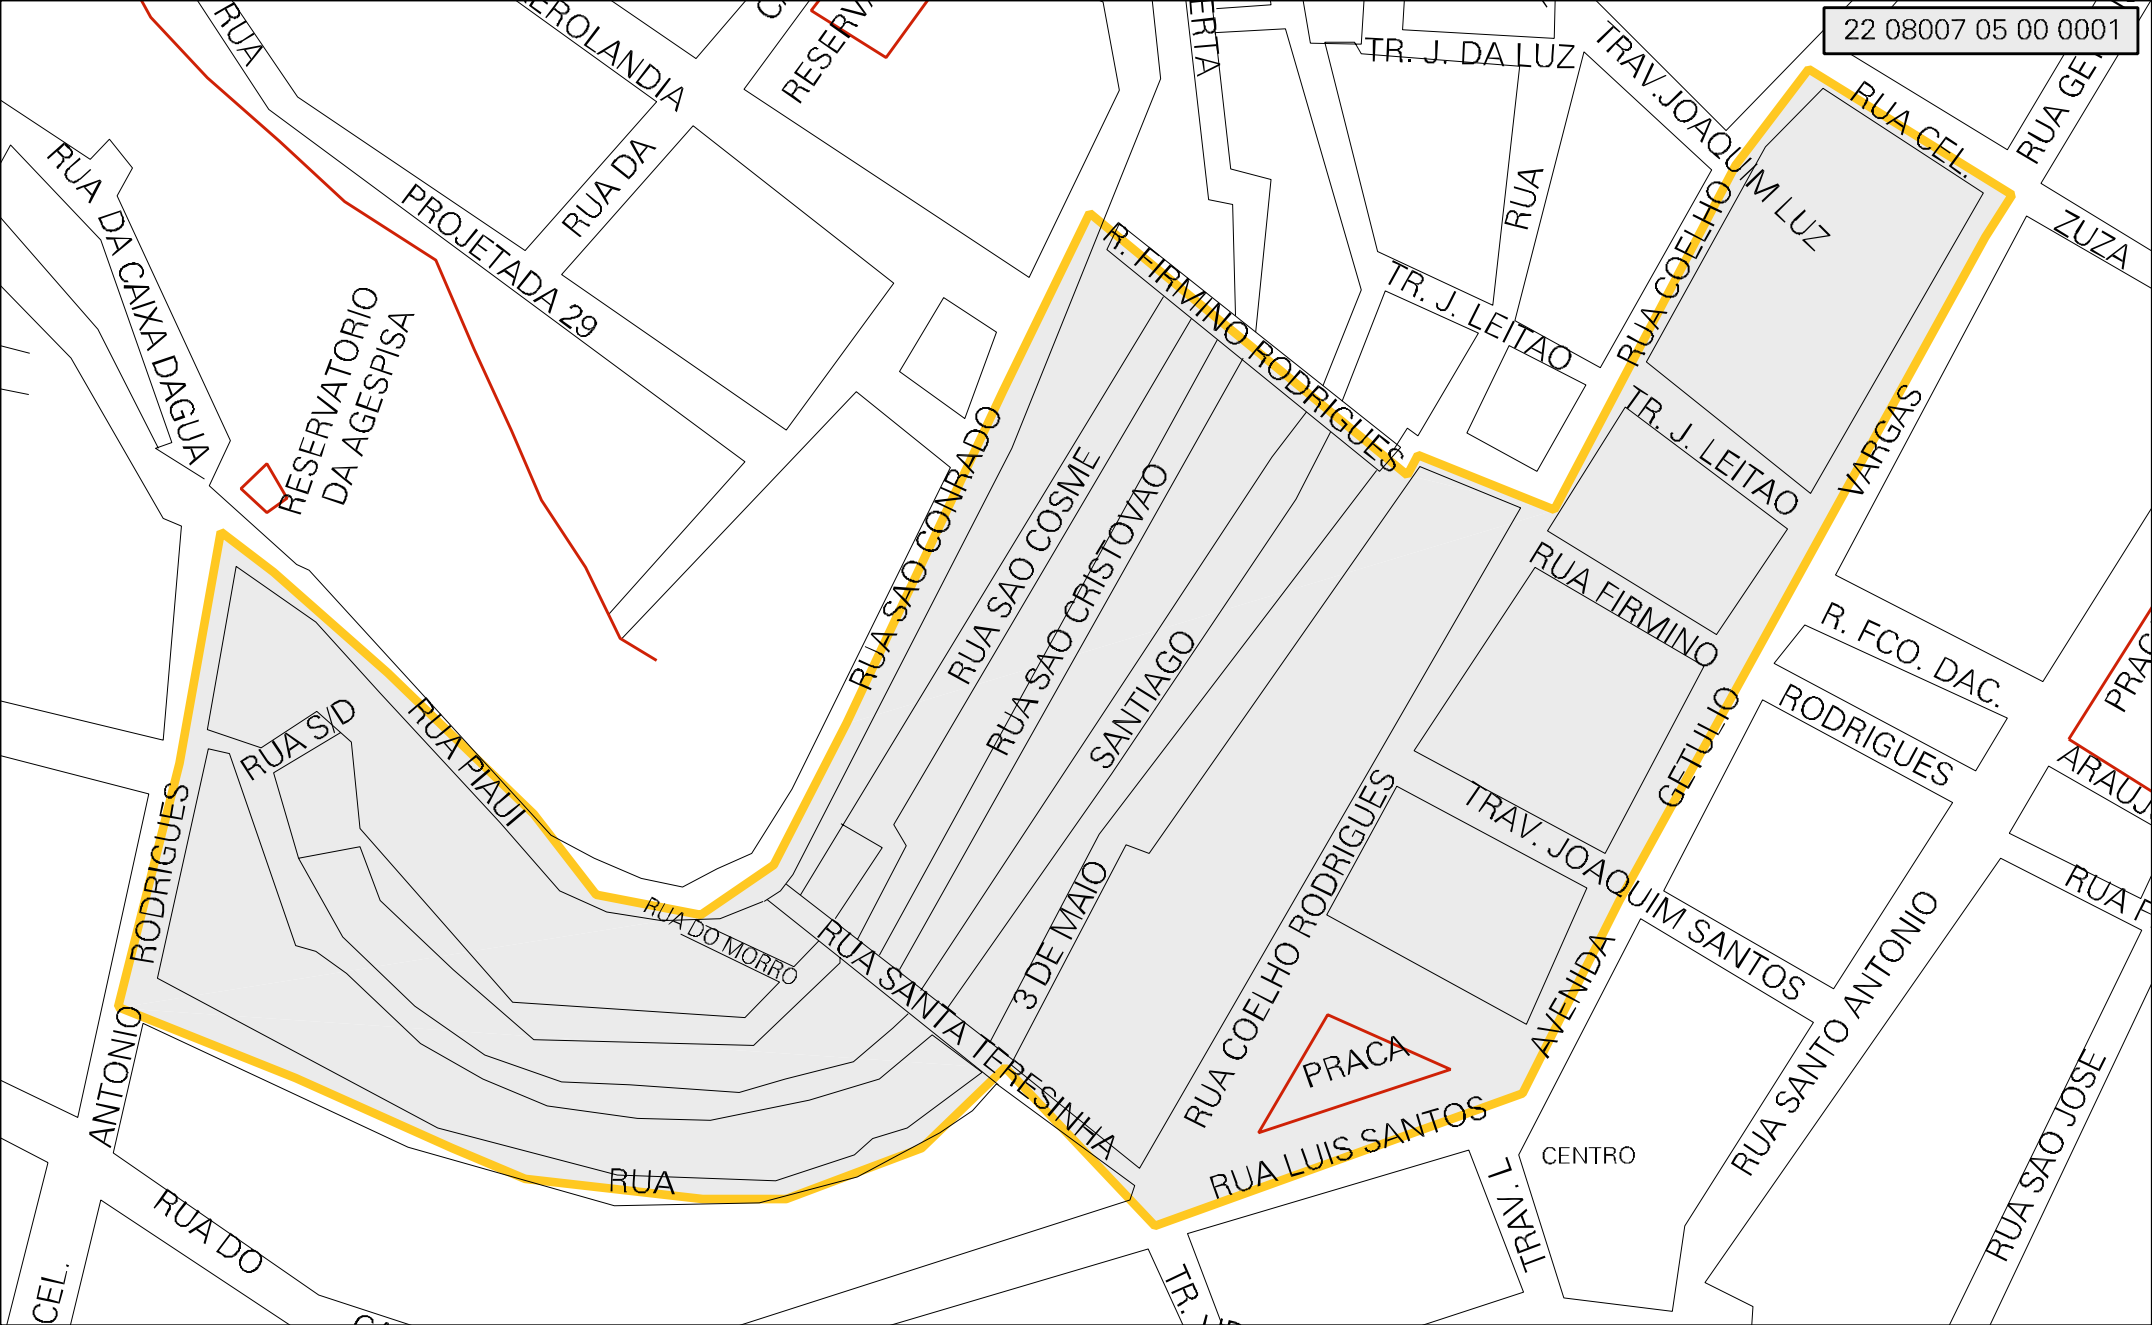 22 08007 05 00 0001
RUA
AEROLANDIA
RESERVA
TR. J. DA LUZ
TRAV.JOAQUIM LUZ
RUA CEL.
ZUZA
RUA DA CAIXA DAGUA
PROJETADA 29
RUA DA
R. FIRMINO RODRIGUES
RUA
TR. J. LEITAO
RUA COELHO
RESERVATORIO
DA AGESPISA
RUA SAO CONRADO
RUA SAO COSME
RUA SAO CRISTOVAO
SANTIAGO
3 DE MAIO
TR. J. LEITAO
VARGAS
GETULIO
AVENIDA
RUA FIRMINO
R. FCO. DAC.
RODRIGUES
RUA S/D
RUA PIAUI
RODRIGUES
ANTONIO
CEL.
RUA DO MORRO
RUA SANTA TERESINHA
RUA COELHO RODRIGUES
TRAV. JOAQUIM SANTOS
PRACA
RUA LUIS SANTOS
RUA
RUA DO
TRAV. L
CENTRO
RUA SANTO ANTONIO
RUA SAO JOSE
TR.